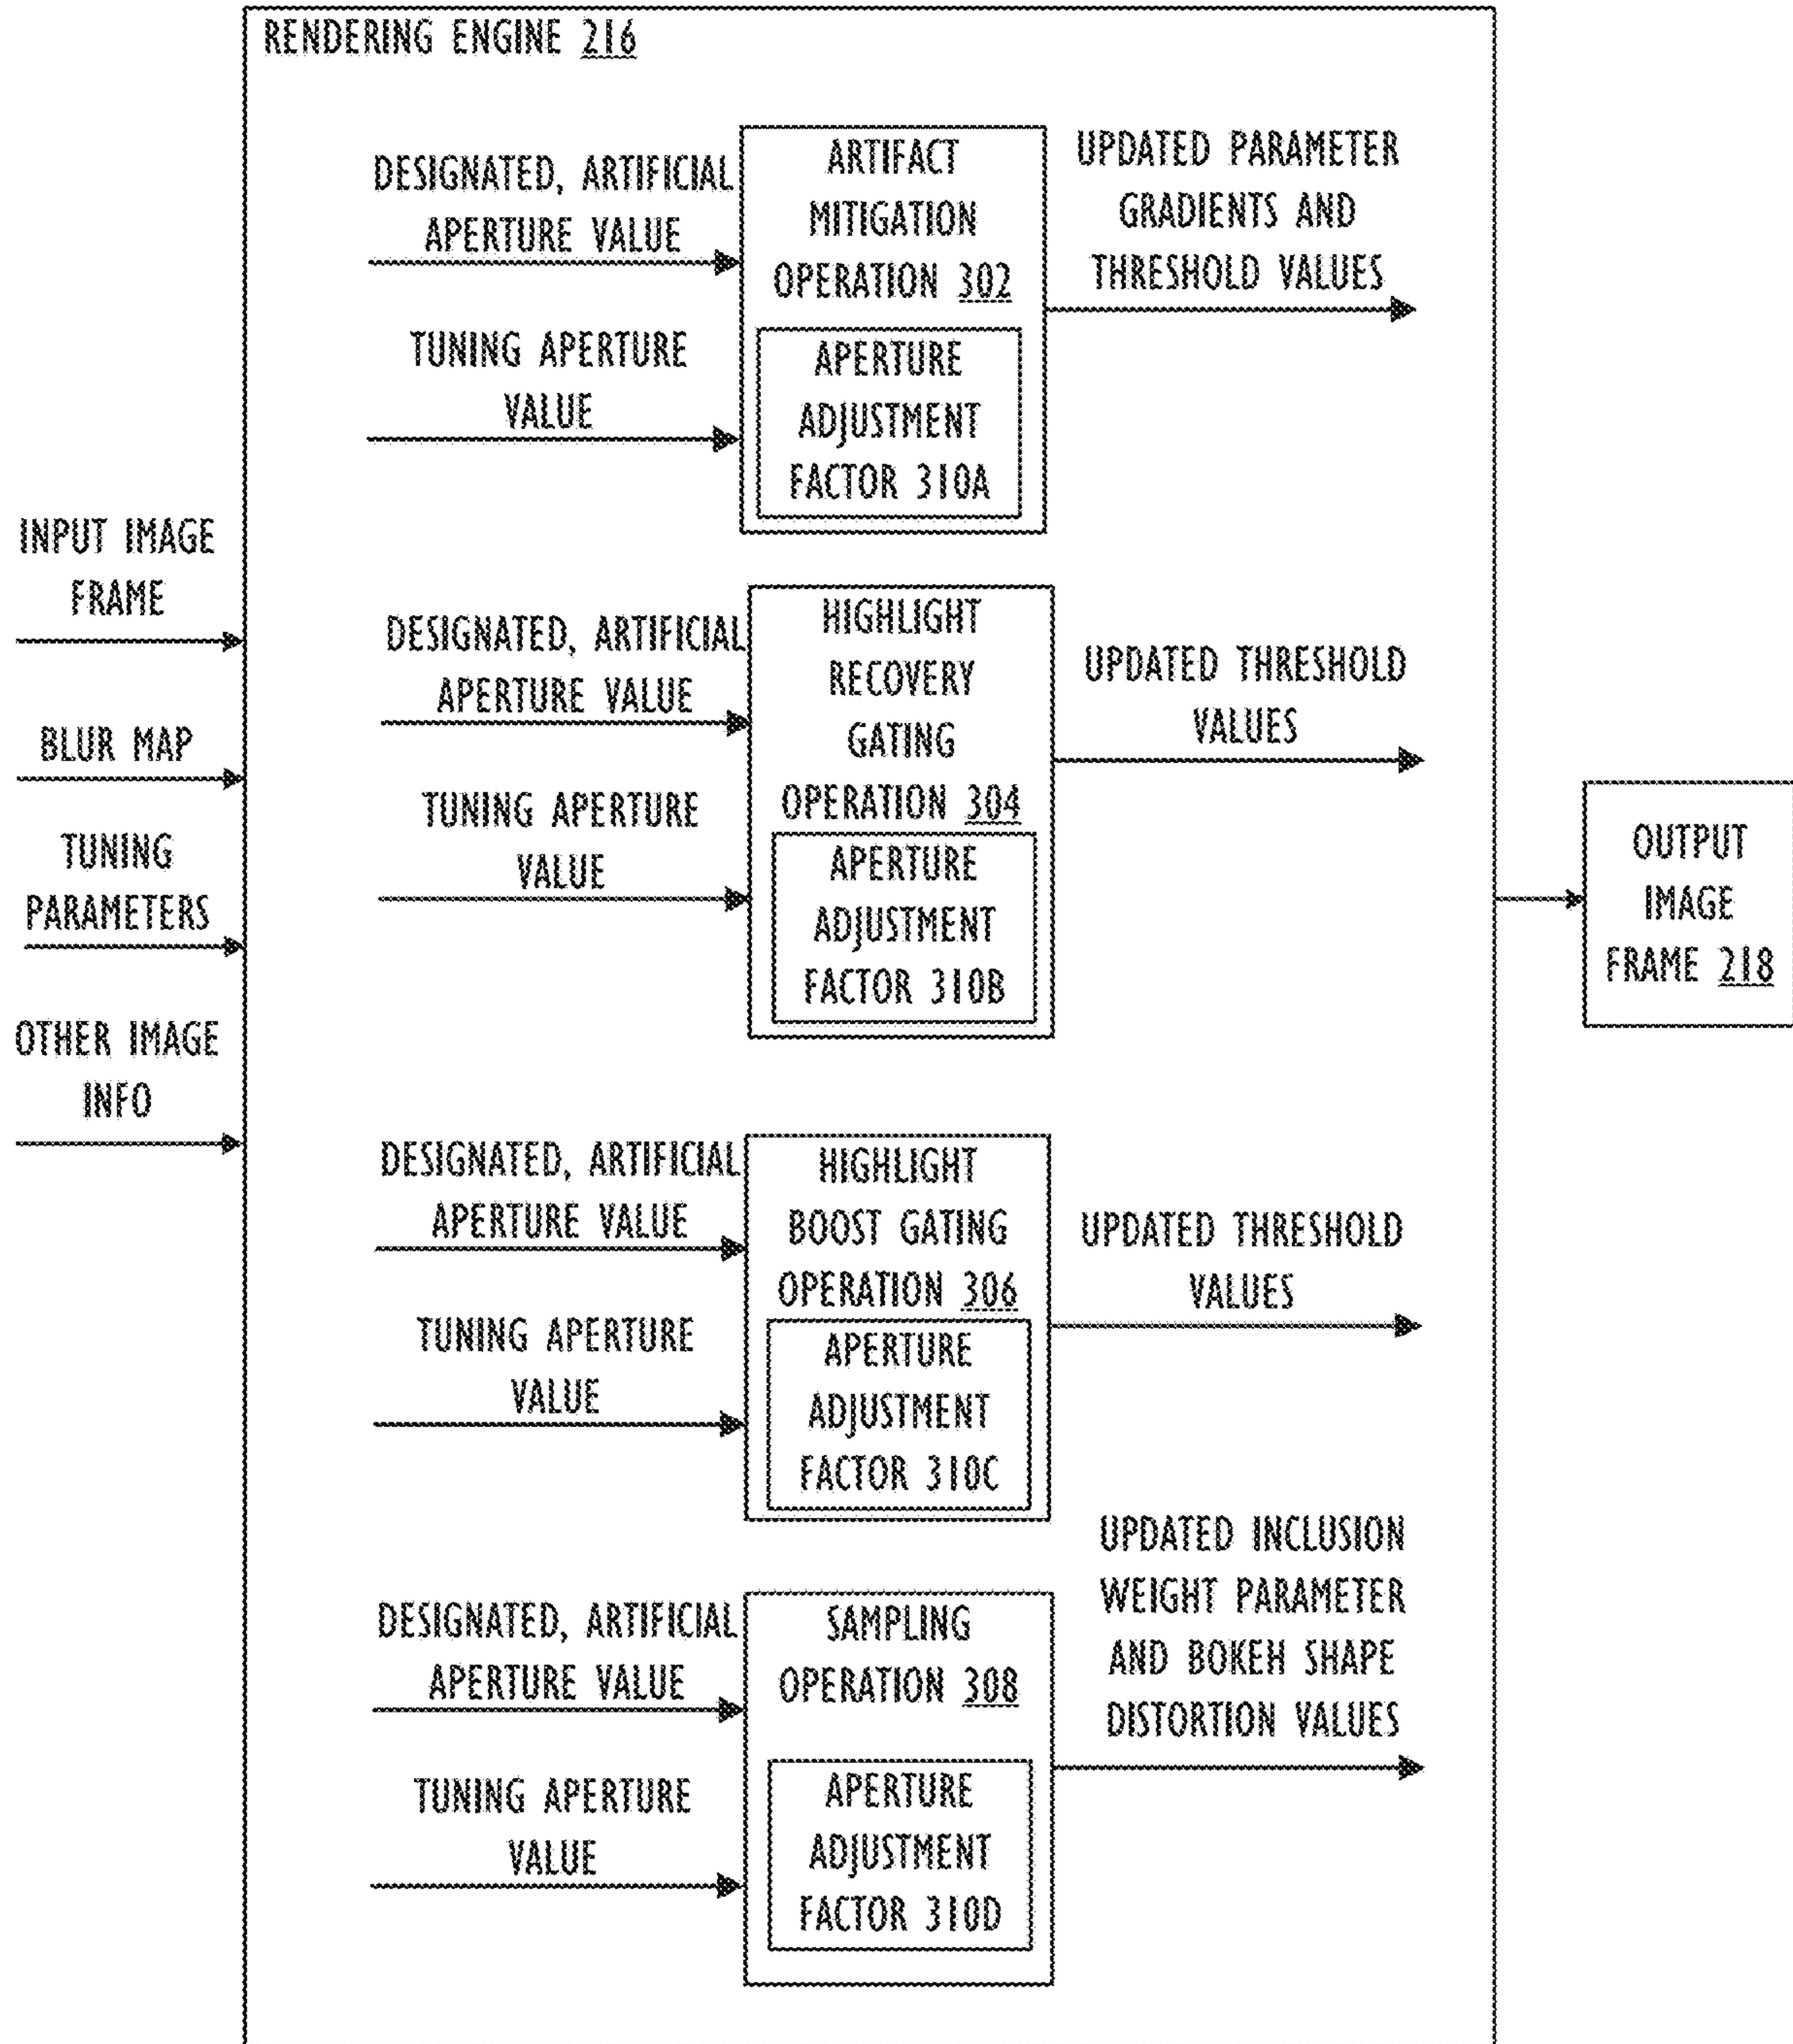 RENDERING ENGINE 216
DESIGNATED, ARTIFICIAL
APERTURE VALUE
TUNING APERTURE
VALUE
ARTIFACT
MITIGATION
OPERATION 302
APERTURE
ADJUSTMENT
FACTOR 310A
UPDATED PARAMETER
GRADIENTS AND
THRESHOLD VALUES
INPUT IMAGE
FRAME
BLUR MAP
TUNING
PARAMETERS
OTHER IMAGE
INFO
DESIGNATED, ARTIFICIAL
APERTURE VALUE
TUNING APERTURE
VALUE
HIGHLIGHT
RECOVERY
GATING
OPERATION 304
APERTURE
ADJUSTMENT
FACTOR 310B
UPDATED THRESHOLD
VALUES
OUTPUT
IMAGE
FRAME 218
DESIGNATED, ARTIFICIAL
APERTURE VALUE
TUNING APERTURE
VALUE
HIGHLIGHT
BOOST GATING
OPERATION 306
APERTURE
ADJUSTMENT
FACTOR 310C
UPDATED THRESHOLD
VALUES
DESIGNATED, ARTIFICIAL
APERTURE VALUE
TUNING APERTURE
VALUE
SAMPLING
OPERATION 308
APERTURE
ADJUSTMENT
FACTOR 310D
UPDATED INCLUSION
WEIGHT PARAMETER
AND BOKEH SHAPE
DISTORTION VALUES